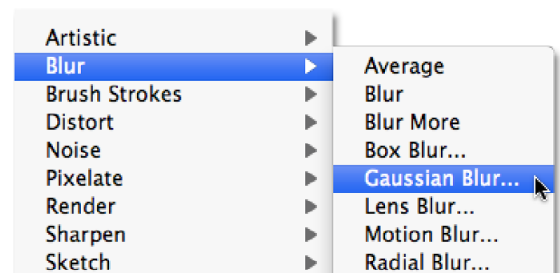 Artistic
Blur
Brush Strokes
Distort
Noise
Pixelate
Render
Sharpen
Sketch
Average
Blur
Blur More
Box Blur...
Gaussian Blur...
Lens Blur...
Motion Blur...
Radial Blur...